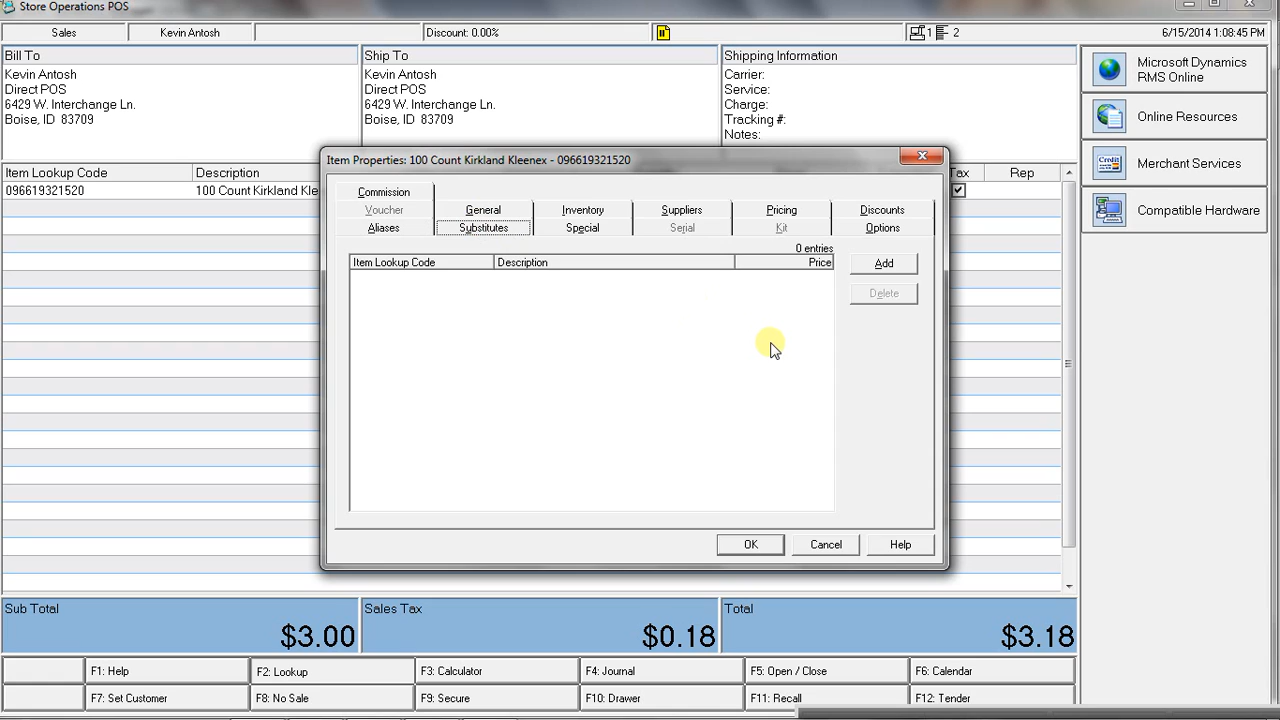 Store Operations POS
Sales
Kevin Antosh
Discount: 0.00%
1
2
6/15/2014 1:08:45 PM
Bill To
Kevin Antosh
Direct POS
6429 W. Interchange Ln.
Boise, ID 83709
Ship To
Kevin Antosh
Direct POS
6429 W. Interchange Ln.
Boise, ID 83709
Shipping Information
Carrier:
Service:
Charge:
Tracking #:
Notes:
Microsoft Dynamics
RMS Online
Online Resources
Credit
Merchant Services
Compatible Hardware
Item Lookup Code
Description
Tax
Rep
096619321520
100 Count Kirkland Kle
Item Properties: 100 Count Kirkland Kleenex - 096619321520
Commission
Voucher
General
Inventory
Suppliers
Pricing
Discounts
Aliases
Substitutes
Special
Serial
Kit
Options
0 entries
Item Lookup Code
Description
Price
Add
Delete
OK
Cancel
Help
Sub Total
$3.00
Sales Tax
$0.18
Total
$3.18
F1: Help
F2: Lookup
F3: Calculator
F4: Journal
F5: Open / Close
F6: Calendar
F7: Set Customer
F8: No Sale
F9: Secure
F10: Drawer
F11: Recall
F12: Tender